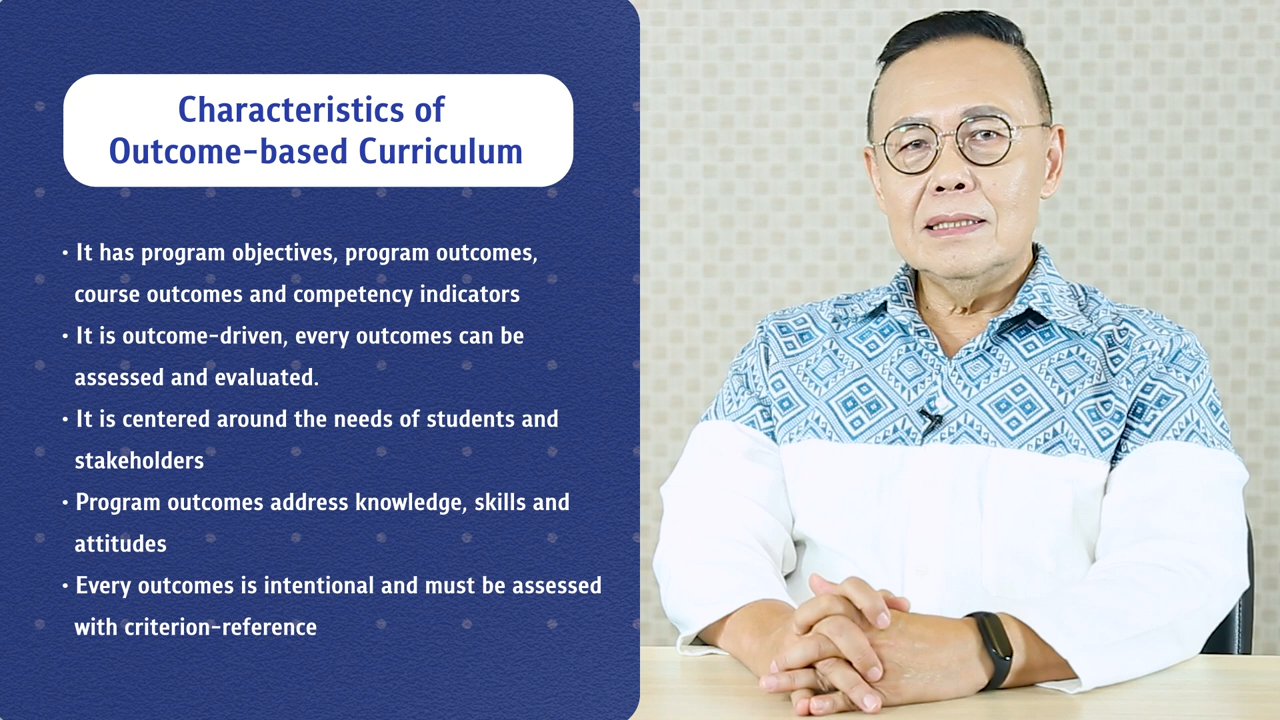 Characteristics of
Outcome-based Curriculum
• It has program objectives, program outcomes,
course outcomes and competency indicators
• It is outcome-driven, every outcomes can be
assessed and evaluated.
• It is centered around the needs of students and
stakeholders
• Program outcomes address knowledge, skills and
attitudes
• Every outcomes is intentional and must be assessed
with criterion-reference